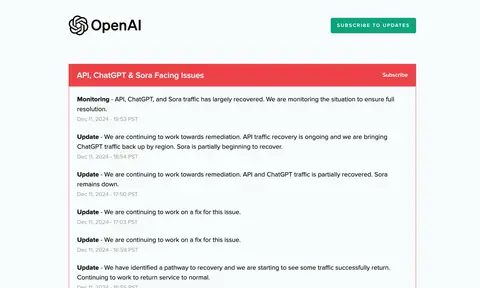 OpenAI
SUBSCRIBE TO UPDATES
API, ChatGPT & Sora Facing Issues
Subscribe
Monitoring - API, ChatGPT, and Sora traffic has largely recovered. We are monitoring the situation to ensure full
resolution.
Dec 11, 2024 - 19:53 PST
Update - We are continuing to work towards remediation. API traffic recovery is ongoing and we are bringing
ChatGPT traffic back up by region. Sora is partially beginning to recover.
Dec 11, 2024 - 18:54 PST
Update - We are continuing to work towards remediation. API and ChatGPT traffic is partially recovered. Sora
remains down.
Dec 11, 2024 - 17:50 PST
Update - We are continuing to work on a fix for this issue.
Dec 11, 2024 - 17:03 PST
Update - We are continuing to work on a fix for this issue.
Dec 11, 2024 - 16:59 PST
Update - We have identified a pathway to recovery and we are starting to see some traffic successfully return.
Continuing to work to return service to normal.
Dec 11, 2024 -